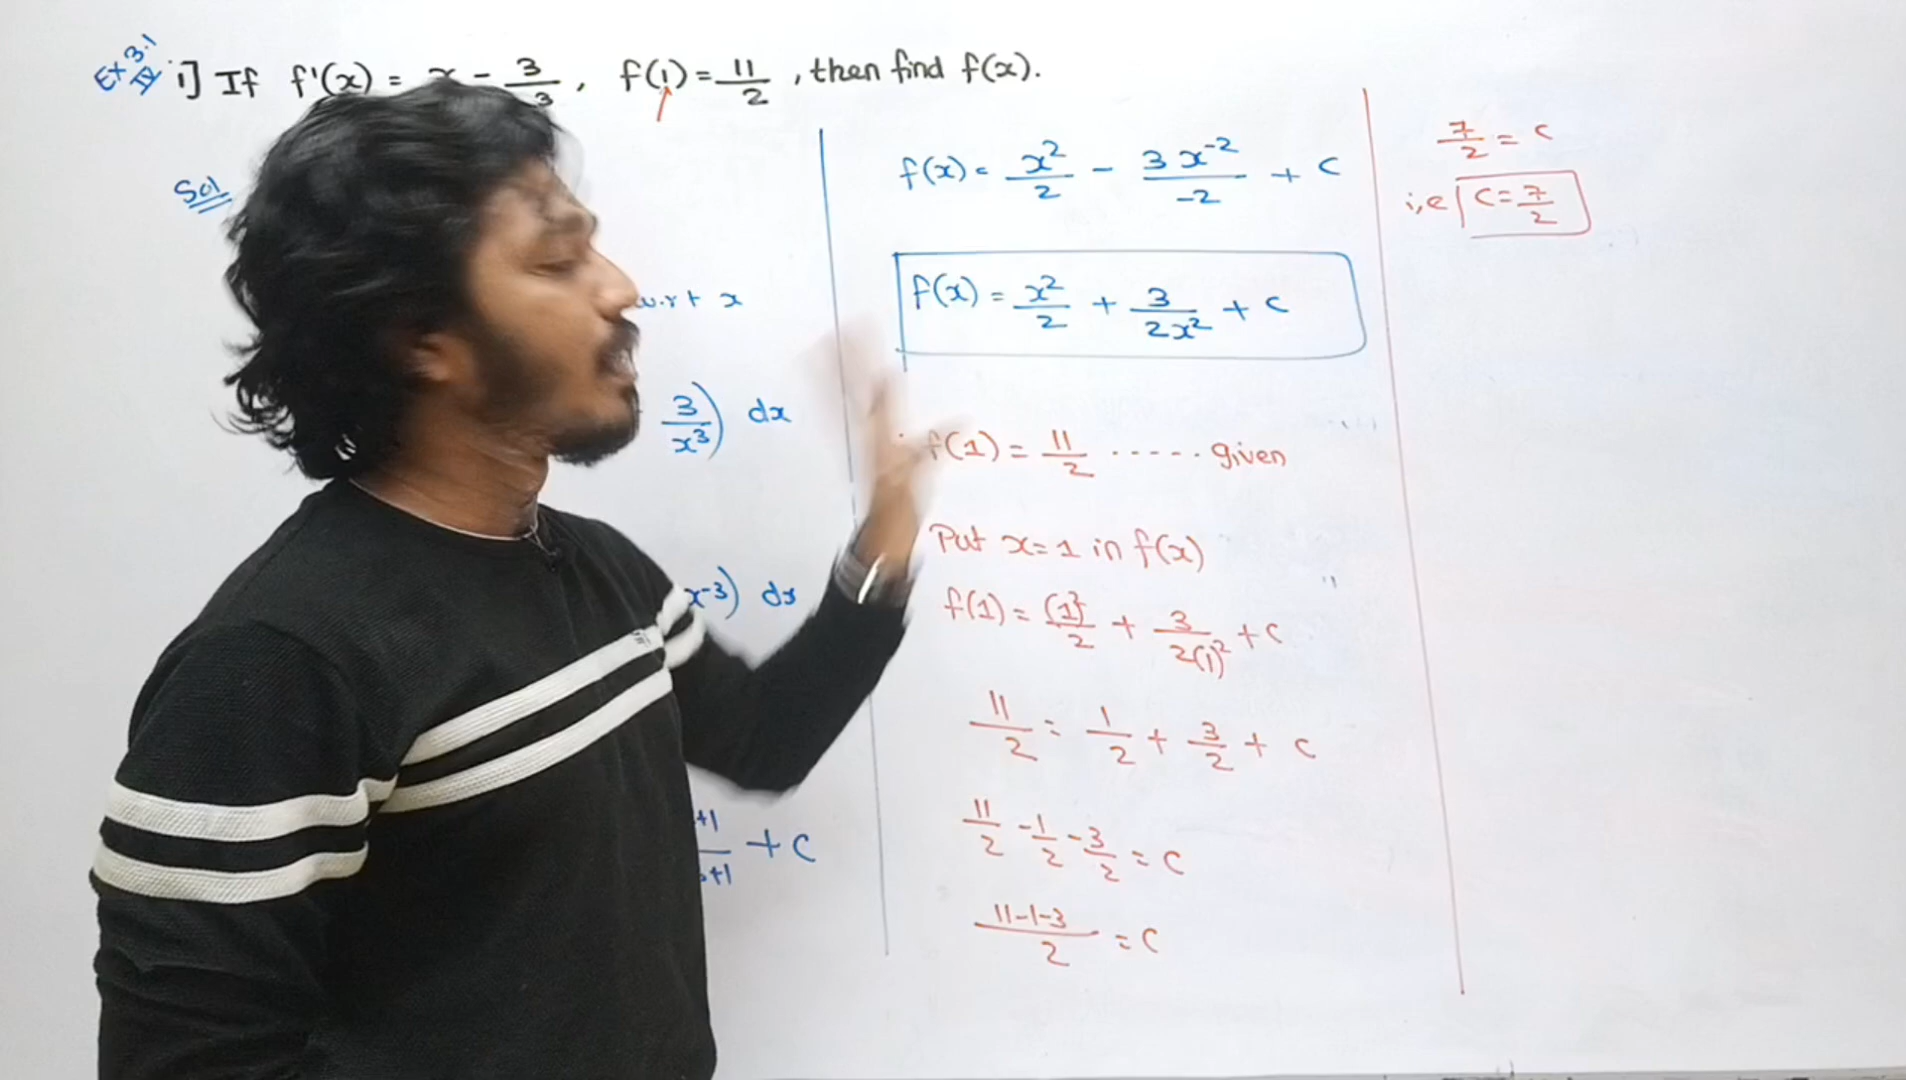 Ex 3.1
IV
i] If f'(x) = x - 3/x³, f(1) = 11/2, then find f(x).
Sol
w.r.t x
3/x³) dx
x⁻³) dx
+1/+1 + c
f(x) = x²/2 - 3x⁻²/-2 + c
f(x) = x²/2 + 3/2x² + c
f(1) = 11/2 ..... given
Put x=1 in f(x)
f(1) = (1)²/2 + 3/2(1)² + c
11/2 = 1/2 + 3/2 + c
11/2 - 1/2 - 3/2 = c
11-1-3/2 = c
7/2 = c
i,e c = 7/2